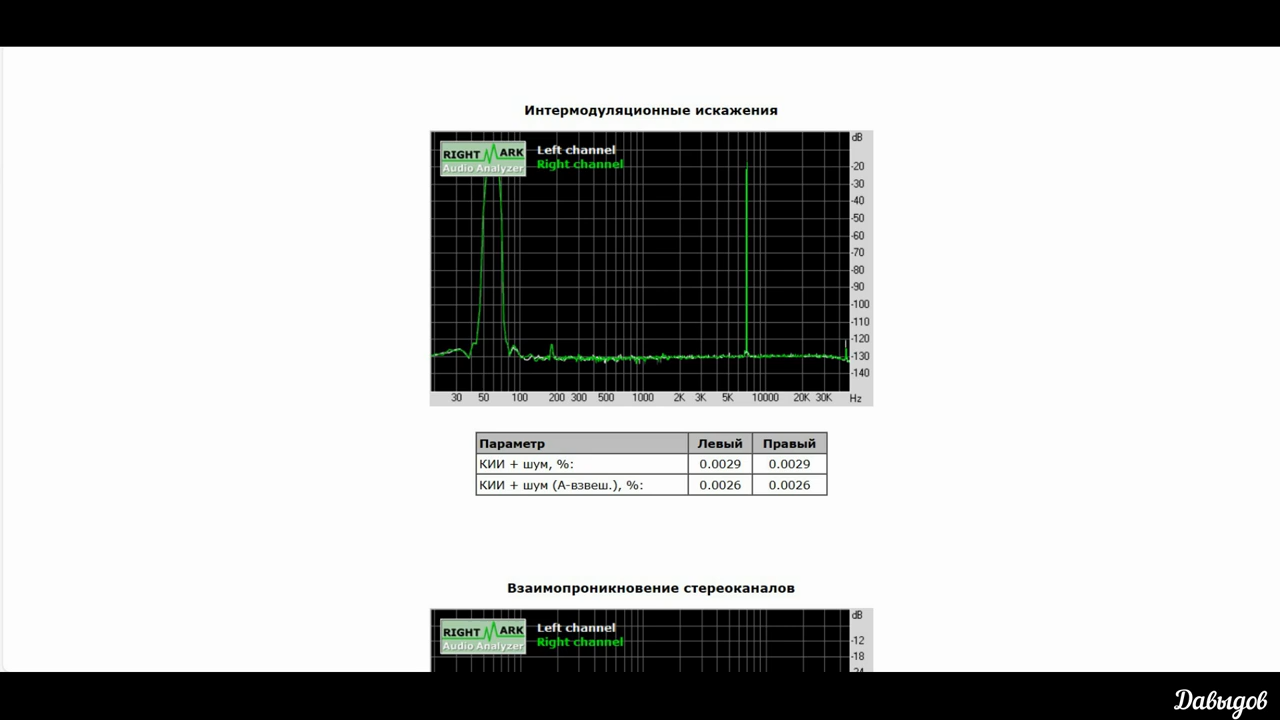 Интермодуляционные искажения
dB
RIGHT MARK
Audio Analyzer
Left channel
Right channel
-20
-30
-40
-50
-60
-70
-80
-90
-100
-110
-120
-130
-140
30 50 100 200 300 500 1000 2K 3K 5K 10000 20K 30K Hz
Параметр Левый Правый
КИИ + шум, %: 0.0029 0.0029
КИИ + шум (А-взвеш.), %: 0.0026 0.0026
Взаимопроникновение стереоканалов
dB
RIGHT MARK
Audio Analyzer
Left channel
Right channel
-12
-18
Давыдов